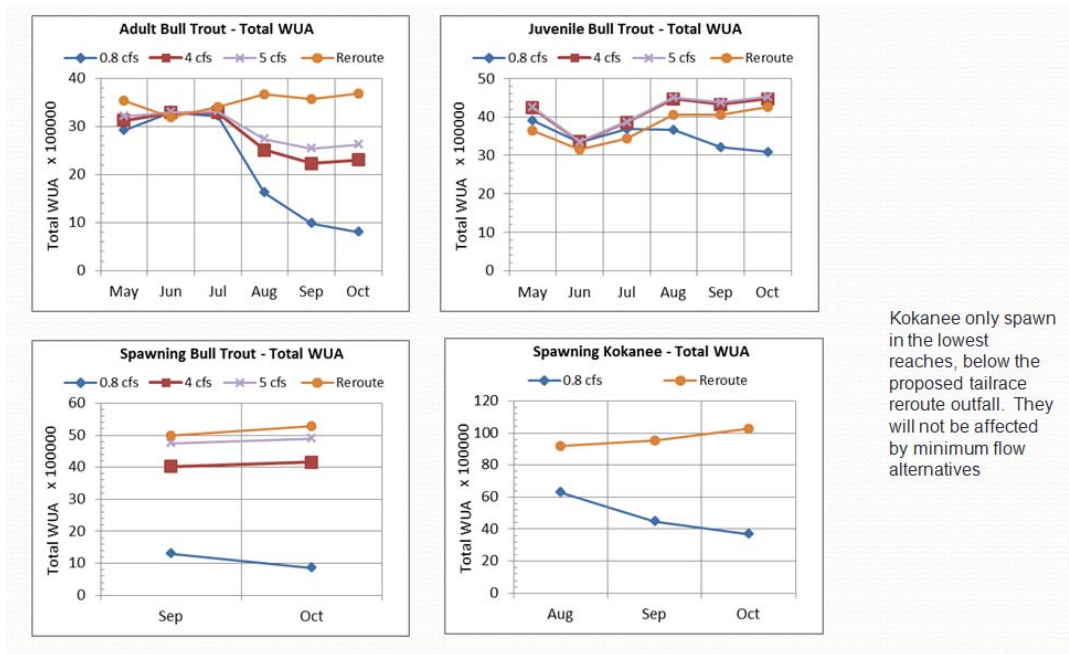 Adult Bull Trout - Total WUA
0.8 cfs 4 cfs 5 cfs Reroute
Total WUA x 100000
40
30
20
10
0
May Jun Jul Aug Sep Oct
Juvenile Bull Trout - Total WUA
0.8 cfs 4 cfs 5 cfs Reroute
Total WUA x 100000
50
40
30
20
10
0
May Jun Jul Aug Sep Oct
Spawning Bull Trout - Total WUA
0.8 cfs 4 cfs 5 cfs Reroute
Total WUA x 100000
60
50
40
30
20
10
0
Sep Oct
Spawning Kokanee - Total WUA
0.8 cfs Reroute
Total WUA x 100000
120
100
80
60
40
20
0
Aug Sep Oct
Kokanee only spawn
in the lowest
reaches, below the
proposed tailrace
reroute outfall. They
will not be affected
by minimum flow
alternatives